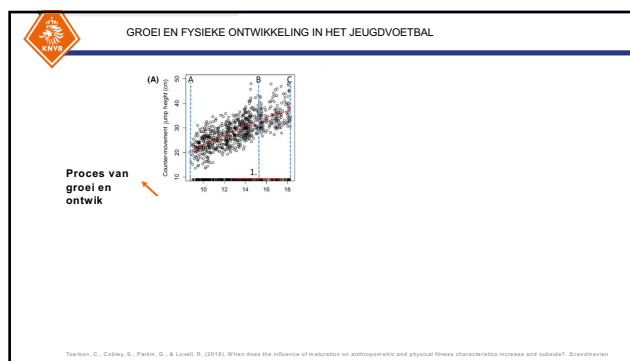 KNVB
GROEI EN FYSIEKE ONTWIKKELING IN HET JEUGDVOETBAL
(A)
A B C
Counter-movement jump height (cm)
50
40
30
20
10
1.
10 12 14 16 18
Proces van
groei en
ontwik
Towlson, C., Cobley, S., Parkin, G., & Lovell, R. (2018). When does the influence of maturation on anthropometric and physical fitness characteristics increase and subside?. Scandinavian